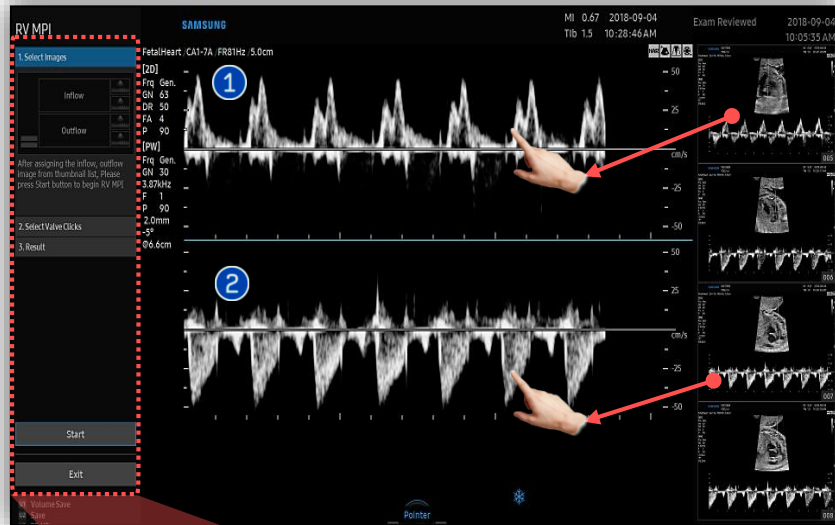 RV MPI
SAMSUNG
MI 0.67 2018-09-04
TIb 1.5 10:28:46 AM
Exam Reviewed 2018-09-04
10:05:35 AM
1. Select Images
Inflow
Outflow
After assigning the inflow, outflow
image from thumbnail list, Please
press Start button to begin RV MPI
2. Select Valve Clicks
3. Result
Start
Exit
Volume Save
Save
FetalHeart /CA1-7A /FR81Hz /5.0cm
[2D]
Frq Gen.
GN 63
DR 50
FA 4
P 90
[PW]
Frq Gen.
GN 30
3.87kHz
F 1
P 90
2.0mm
-5°
@6.6cm
1
50
25
cm/s
-25
-50
2
50
25
cm/s
-25
-50
Pointer
005
006
007
008